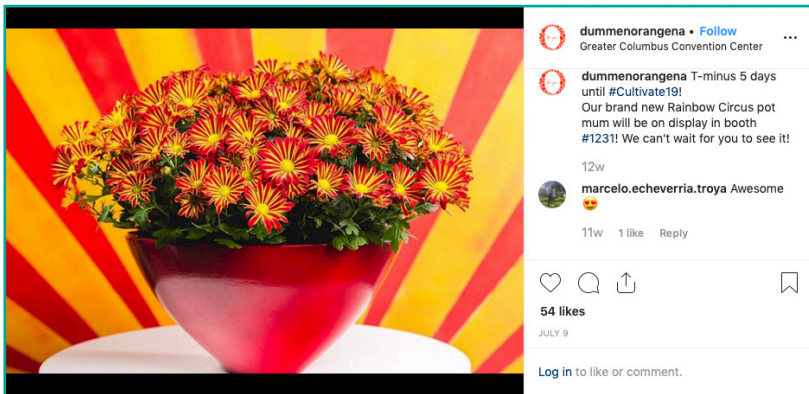 dummenorangena • Follow
Greater Columbus Convention Center
dummenorangena T-minus 5 days
until #Cultivate19!
Our brand new Rainbow Circus pot
mum will be on display in booth
#1231! We can't wait for you to see it!
12w
marcelo.echeverria.troya Awesome
😍
11w 1 like Reply
54 likes
JULY 9
Log in to like or comment.